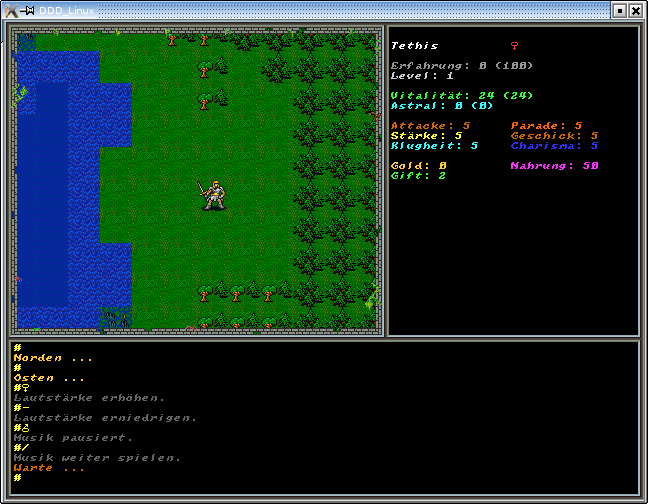 DDD_Linux
Tethis ♀
Erfahrung: 0 (100)
Level: 1
Vitalität: 24 (24)
Astral: 0 (0)
Attacke: 5 Parade: 5
Stärke: 5 Geschick: 5
Klugheit: 5 Charisma: 5
Gold: 0 Nahrung: 50
Gift: 2
#
Norden ...
#
Osten ...
#♀
Lautstärke erhöhen.
#-
Lautstärke erniedrigen.
#
Musik pausiert.
#/
Musik weiter spielen.
Warte ...
#